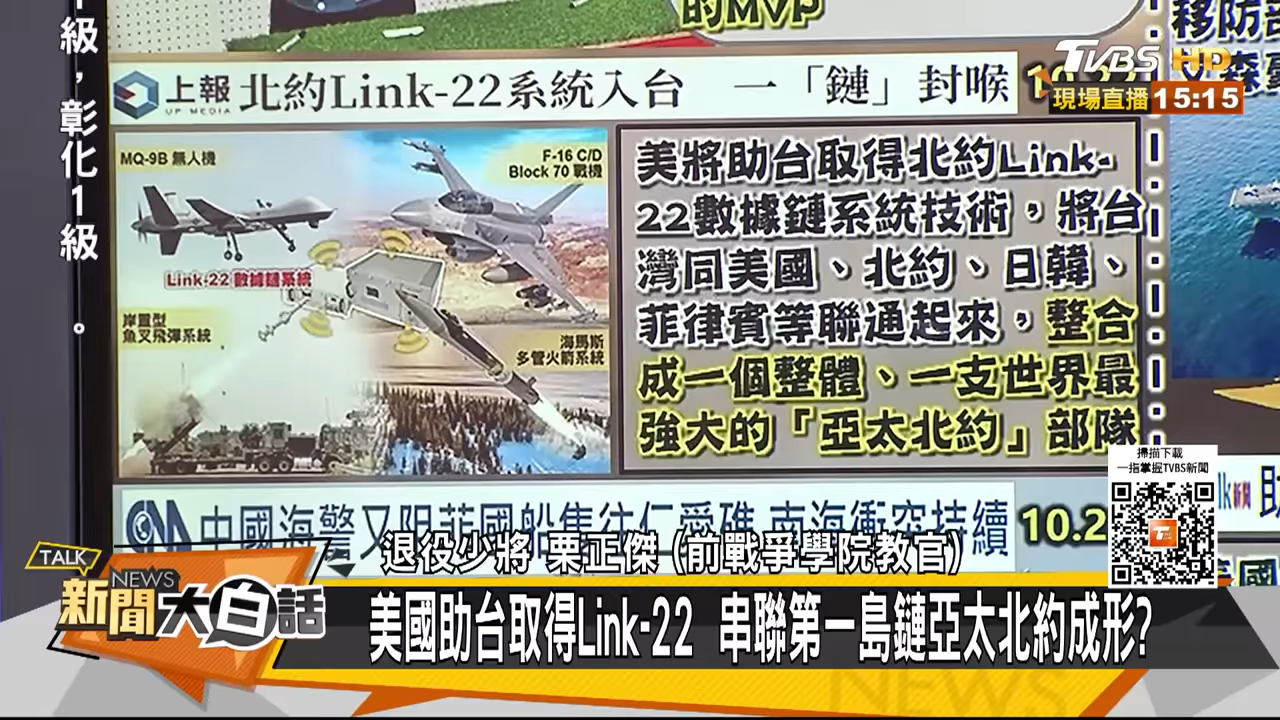 級，彰化1級。
的MVP
移防
TVBS HD
現場直播 15:15
上報
UP MEDIA
北約Link-22系統入台 一「鏈」封喉
MQ-9B 無人機
F-16 C/D
Block 70 戰機
Link-22 數據鏈系統
岸置型
魚叉飛彈系統
海馬斯
多管火箭系統
美將助台取得北約Link-
22數據鏈系統技術，將台
灣同美國、北約、日韓、
菲律賓等聯通起來，整合
成一個整體、一支世界最
強大的「亞太北約」部隊
掃描下載
一指掌握TVBS新聞
中國海警又阻菲國船隻往仁愛礁 南海衝突持續
10.2
退役少將 栗正傑（前戰爭學院教官）
TALK
NEWS
新聞大白話
美國助台取得Link-22 串聯第一島鏈亞太北約成形?
NEWS